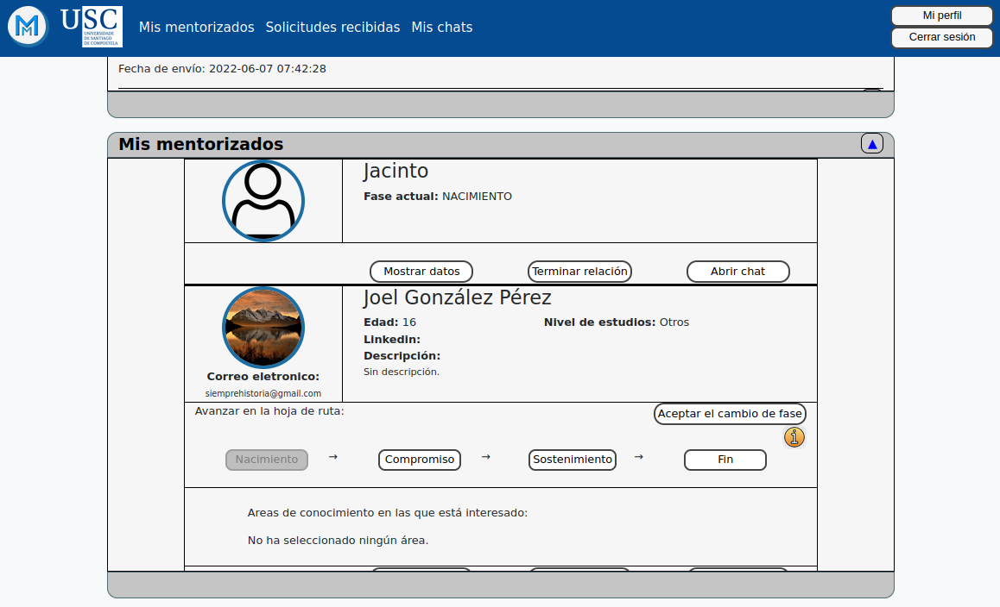 USC
UNIVERSIDADE
DE SANTIAGO
DE COMPOSTELA
Mis mentorizados
Solicitudes recibidas
Mis chats
Mi perfil
Cerrar sesión
Fecha de envío: 2022-06-07 07:42:28
Mis mentorizados
▲
Jacinto
Fase actual: NACIMIENTO
Mostrar datos
Terminar relación
Abrir chat
Joel González Pérez
Edad: 16
Nivel de estudios: Otros
Linkedin:
Descripción:
Sin descripción.
Correo eletronico:
siemprehistoria@gmail.com
Avanzar en la hoja de ruta:
Aceptar el cambio de fase
i
Nacimiento → Compromiso → Sostenimiento → Fin
Areas de conocimiento en las que está interesado:
No ha seleccionado ningún área.